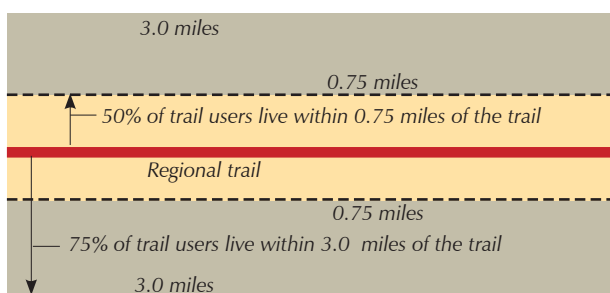 3.0 miles
0.75 miles
50% of trail users live within 0.75 miles of the trail
Regional trail
0.75 miles
75% of trail users live within 3.0 miles of the trail
3.0 miles